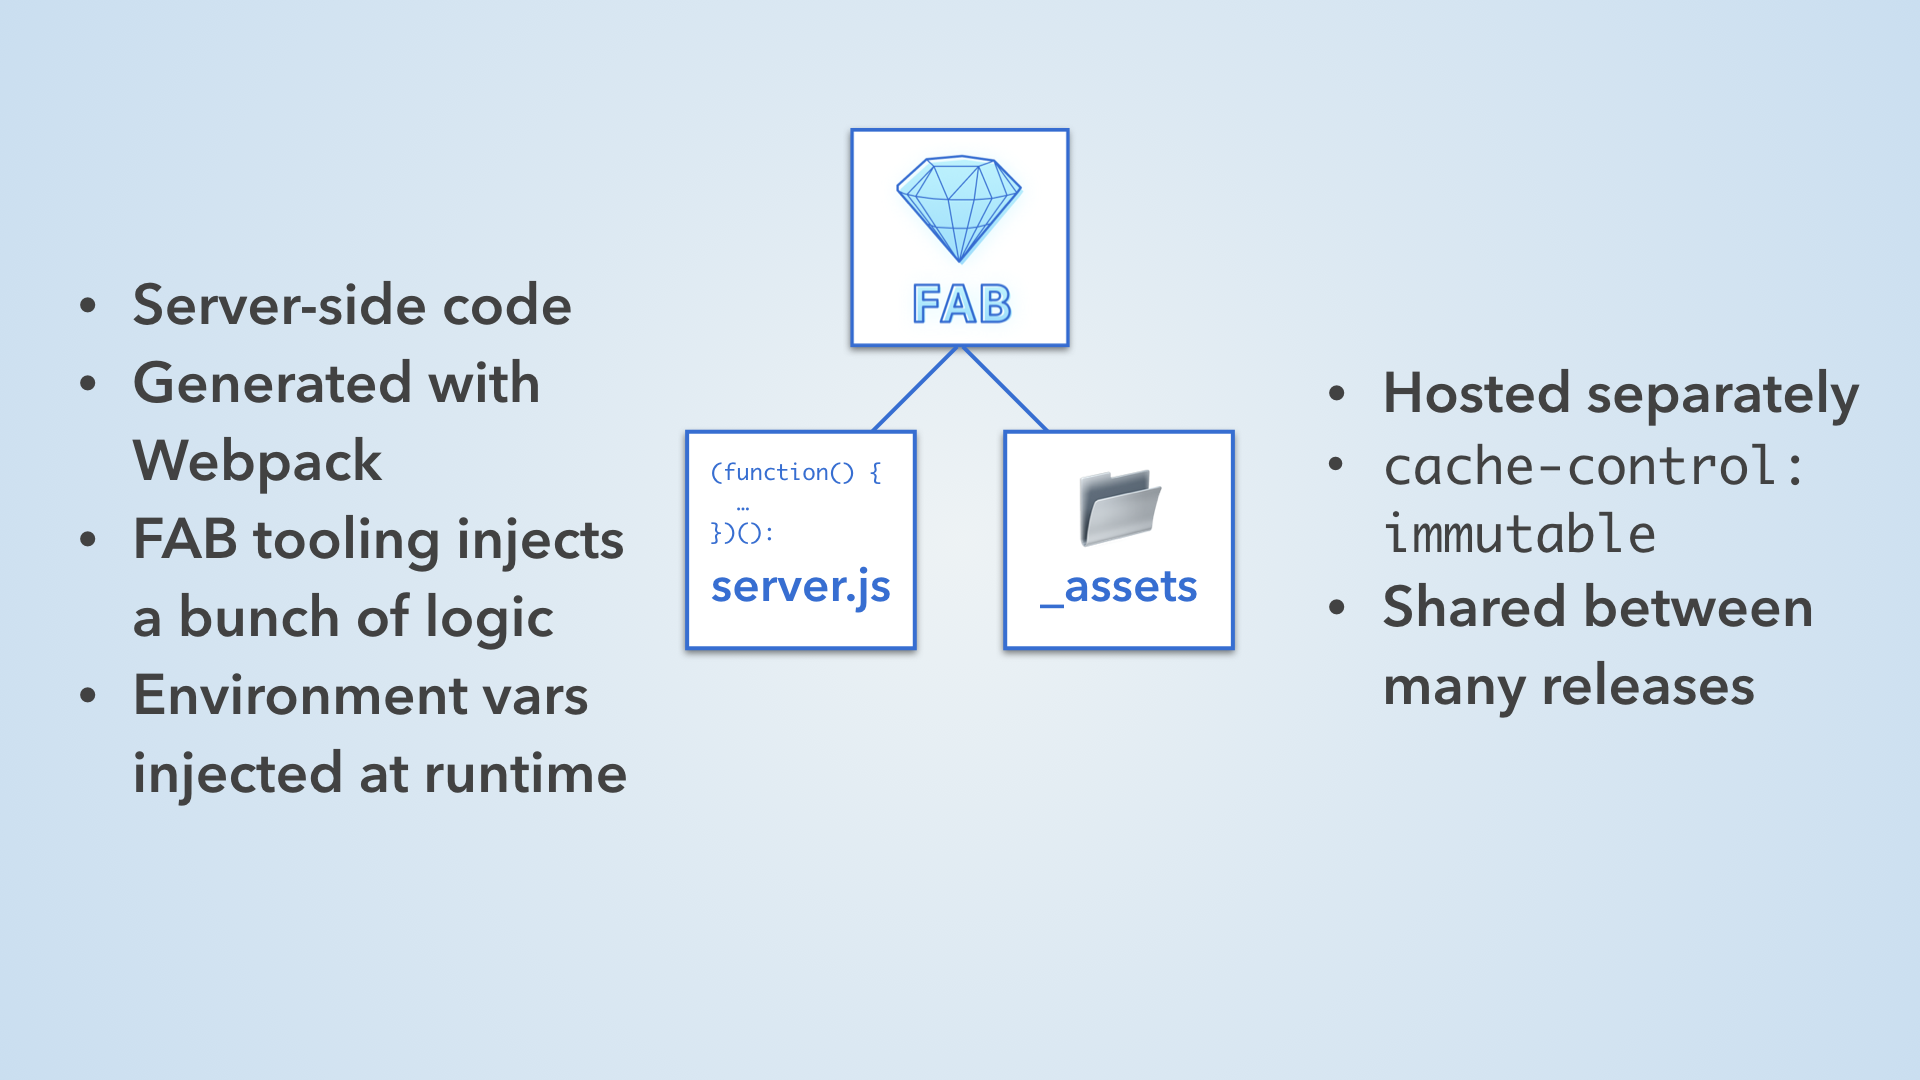 FAB
• Server-side code
• Generated with
Webpack
• FAB tooling injects
a bunch of logic
• Environment vars
injected at runtime
(function() {
…
})():
server.js
_assets
• Hosted separately
• cache-control:
immutable
• Shared between
many releases